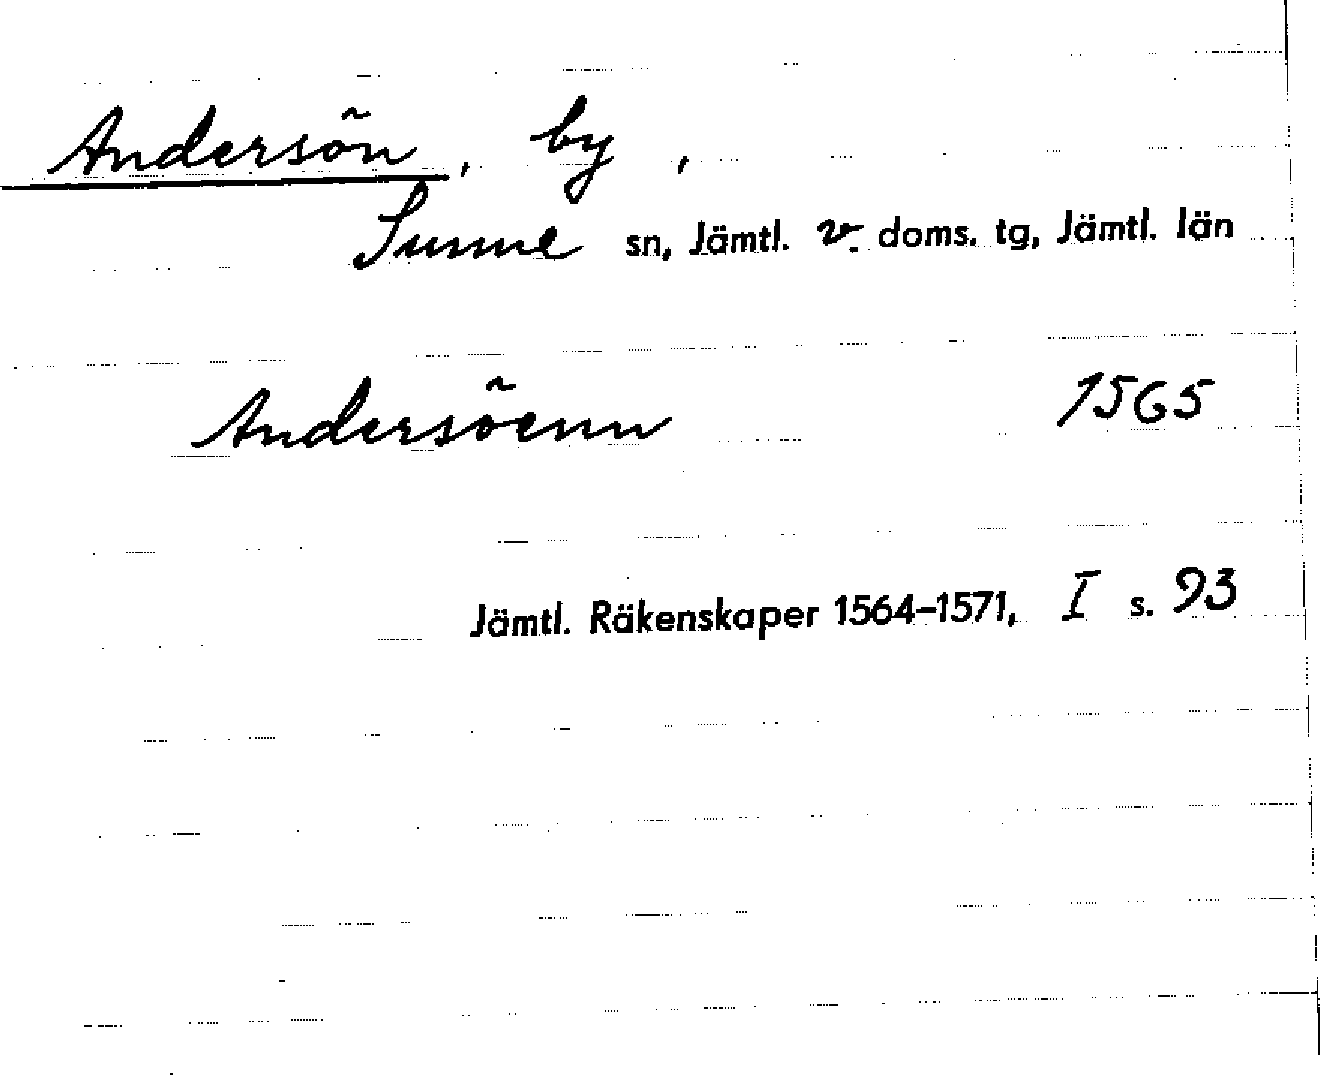 Andersön, by,
Sunne sn, Jämtl. v. doms. tg, Jämtl. län
Andersöenn 1565
Jämtl. Räkenskaper 1564-1571, I s. 93